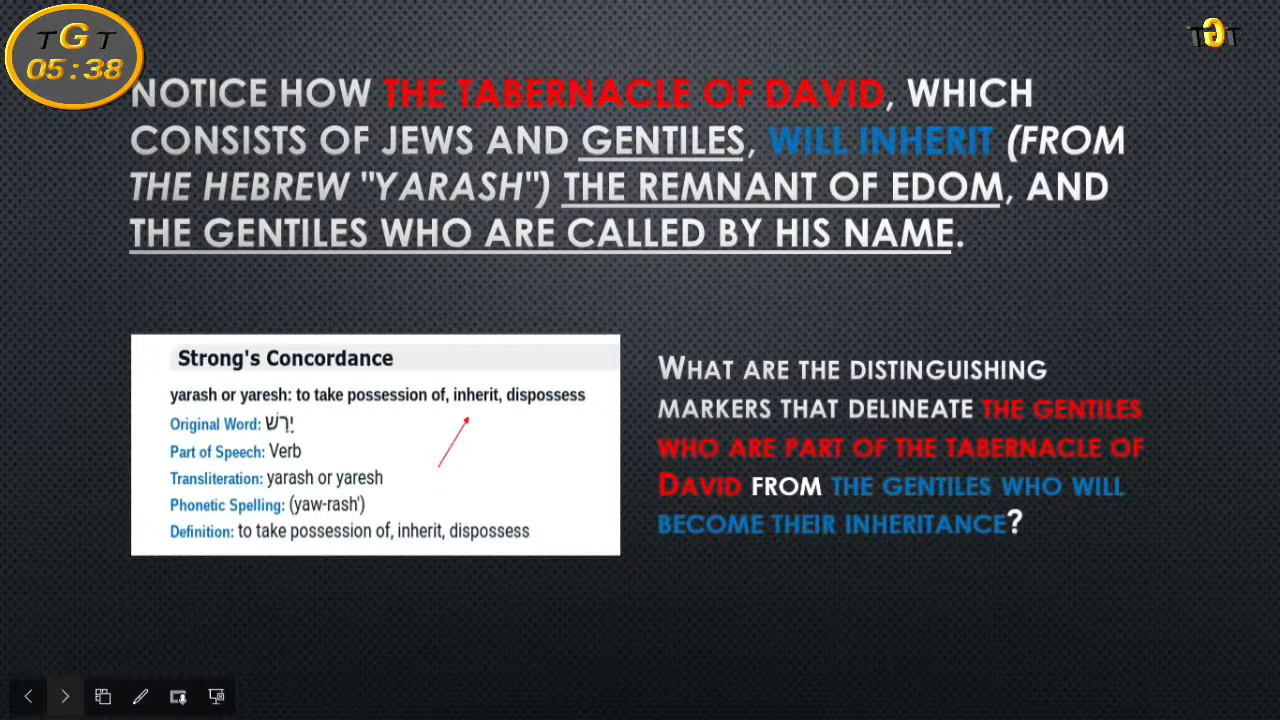 TGT
05:38
TGT
NOTICE HOW THE TABERNACLE OF DAVID, WHICH
CONSISTS OF JEWS AND GENTILES, WILL INHERIT (FROM
THE HEBREW "YARASH") THE REMNANT OF EDOM, AND
THE GENTILES WHO ARE CALLED BY HIS NAME.
Strong's Concordance
yarash or yaresh: to take possession of, inherit, dispossess
Original Word: יָרַשׁ
Part of Speech: Verb
Transliteration: yarash or yaresh
Phonetic Spelling: (yaw-rash')
Definition: to take possession of, inherit, dispossess
WHAT ARE THE DISTINGUISHING
MARKERS THAT DELINEATE THE GENTILES
WHO ARE PART OF THE TABERNACLE OF
DAVID FROM THE GENTILES WHO WILL
BECOME THEIR INHERITANCE?